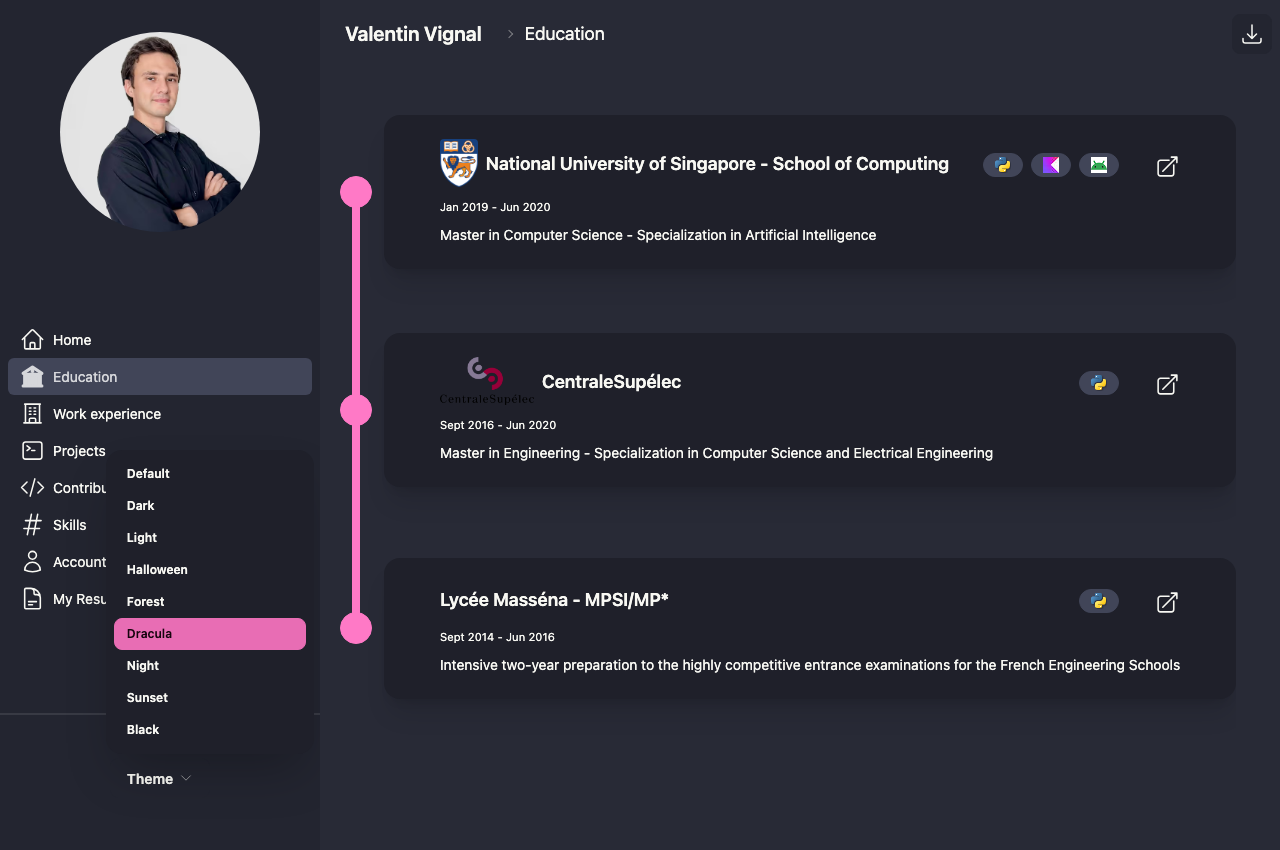 Valentin Vignal
Education
Home
Education
Work experience
Projects
Contribu
Skills
Account
My Resu
Default
Dark
Light
Halloween
Forest
Dracula
Night
Sunset
Black
Theme
National University of Singapore - School of Computing
Jan 2019 - Jun 2020
Master in Computer Science - Specialization in Artificial Intelligence
CentraleSupélec
CentraleSupélec
Sept 2016 - Jun 2020
Master in Engineering - Specialization in Computer Science and Electrical Engineering
Lycée Masséna - MPSI/MP*
Sept 2014 - Jun 2016
Intensive two-year preparation to the highly competitive entrance examinations for the French Engineering Schools